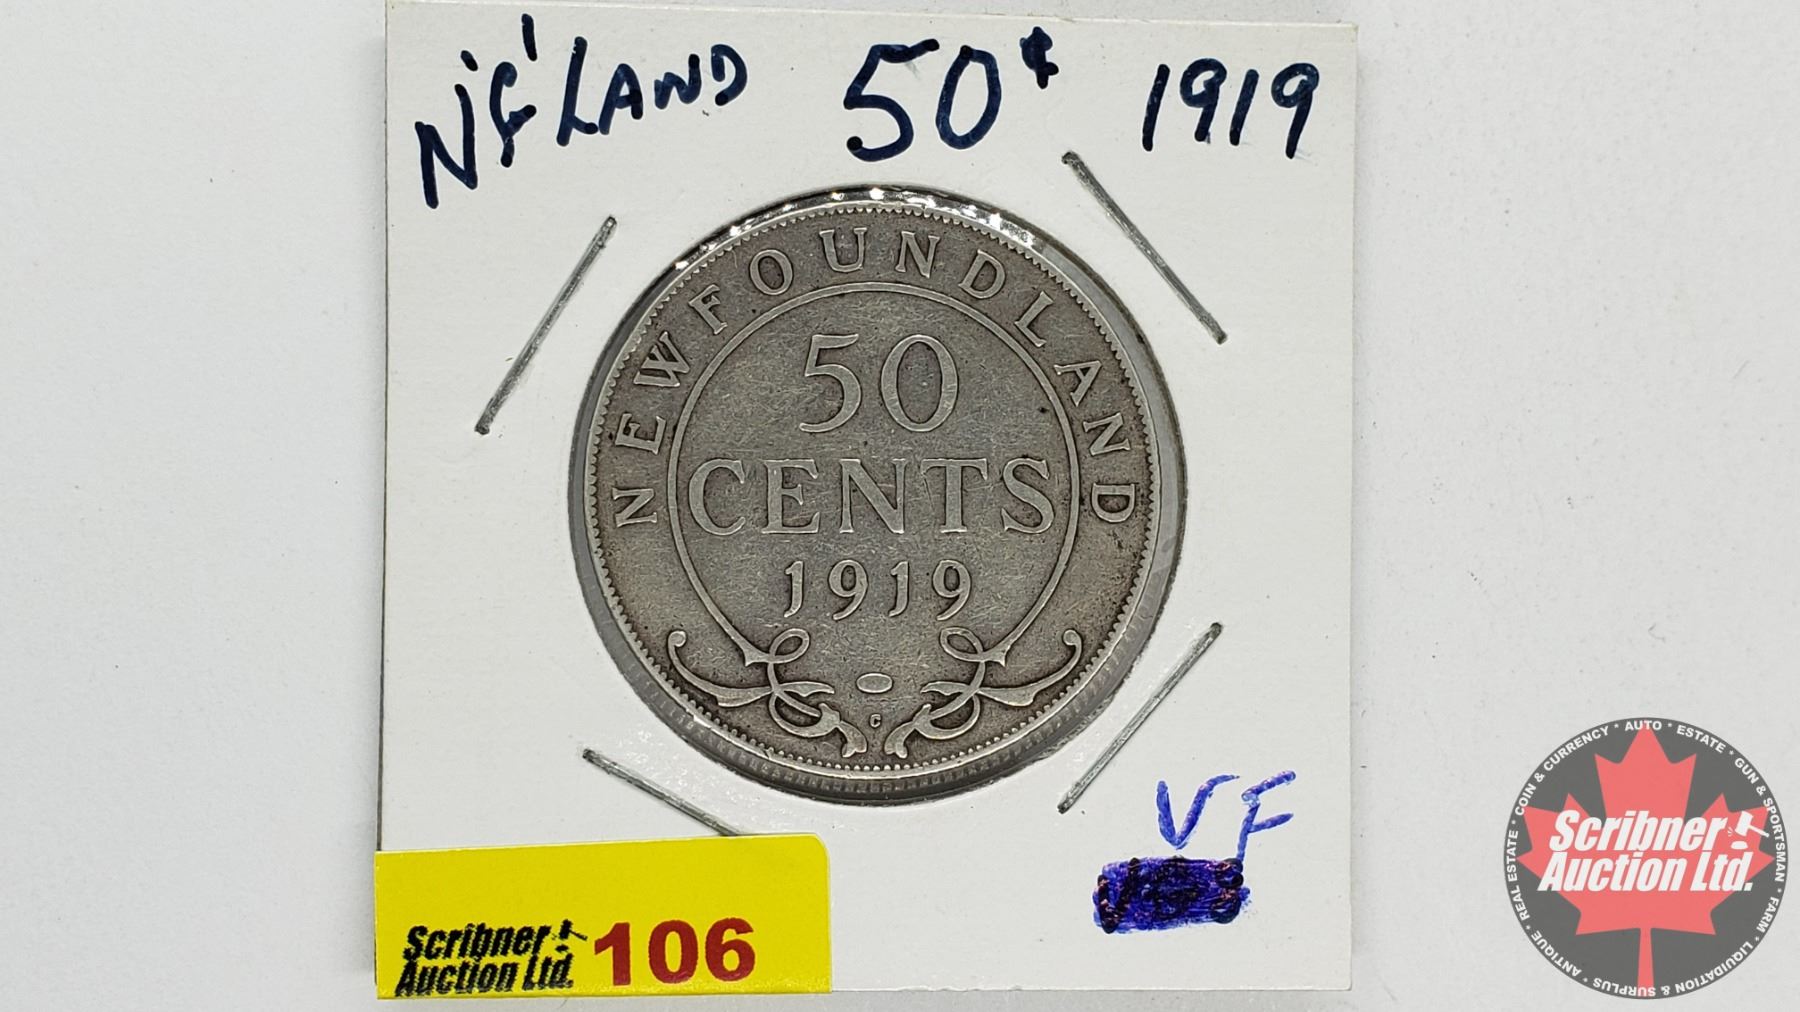 N'f'LAND 50¢ 1919
NEWFOUNDLAND
50
CENTS
1919
C
VF
Scribner
Auction Ltd.
106
COIN & CURRENCY * AUTO * ESTATE * GUN & SPORTSMAN * FARM * LIQUIDATION & SURPLUS * ANTIQUE * REAL ESTATE *
Scribner
Auction Ltd.